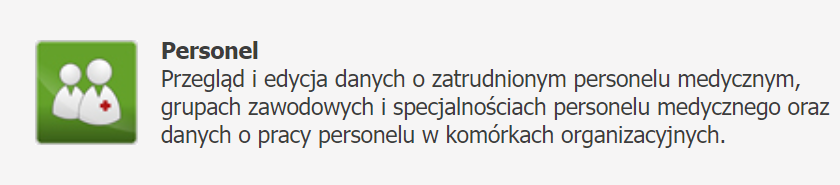 Personel
Przegląd i edycja danych o zatrudnionym personelu medycznym,
grupach zawodowych i specjalnościach personelu medycznego oraz
danych o pracy personelu w komórkach organizacyjnych.